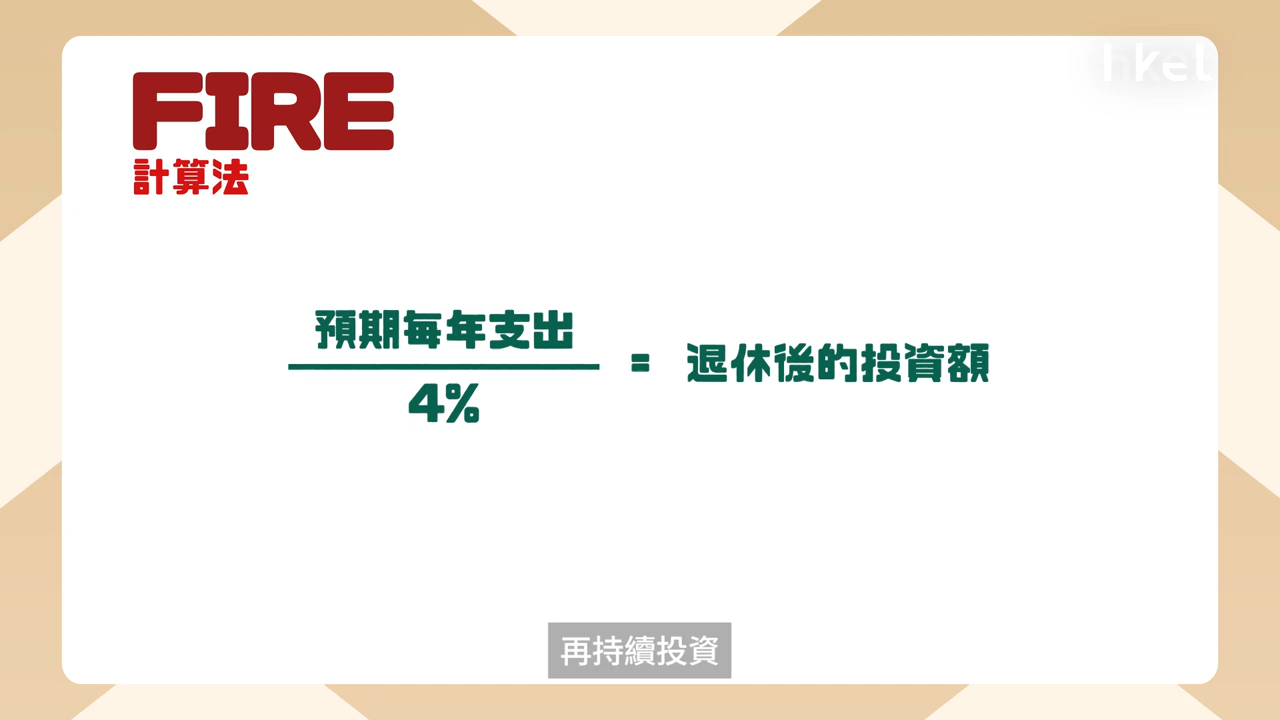 hket
FIRE
計算法
預期每年支出
4%
= 退休後的投資額
再持續投資